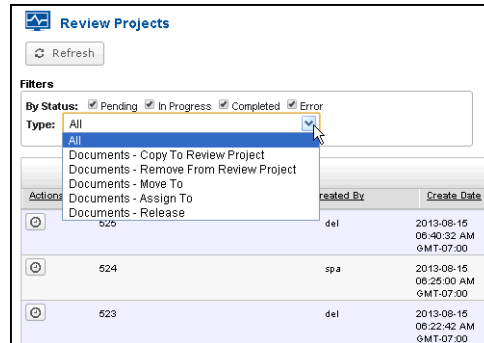 Review Projects
Refresh
Filters
By Status: Pending In Progress Completed Error
Type: All
All
Documents - Copy To Review Project
Documents - Remove From Review Project
Documents - Move To
Documents - Assign To
Documents - Release
Actions reated By Create Date
525 del 2013-08-15
06:40:32 AM
GMT-07:00
524 spa 2013-08-15
06:25:00 AM
GMT-07:00
523 del 2013-08-15
06:22:42 AM
GMT-07:00